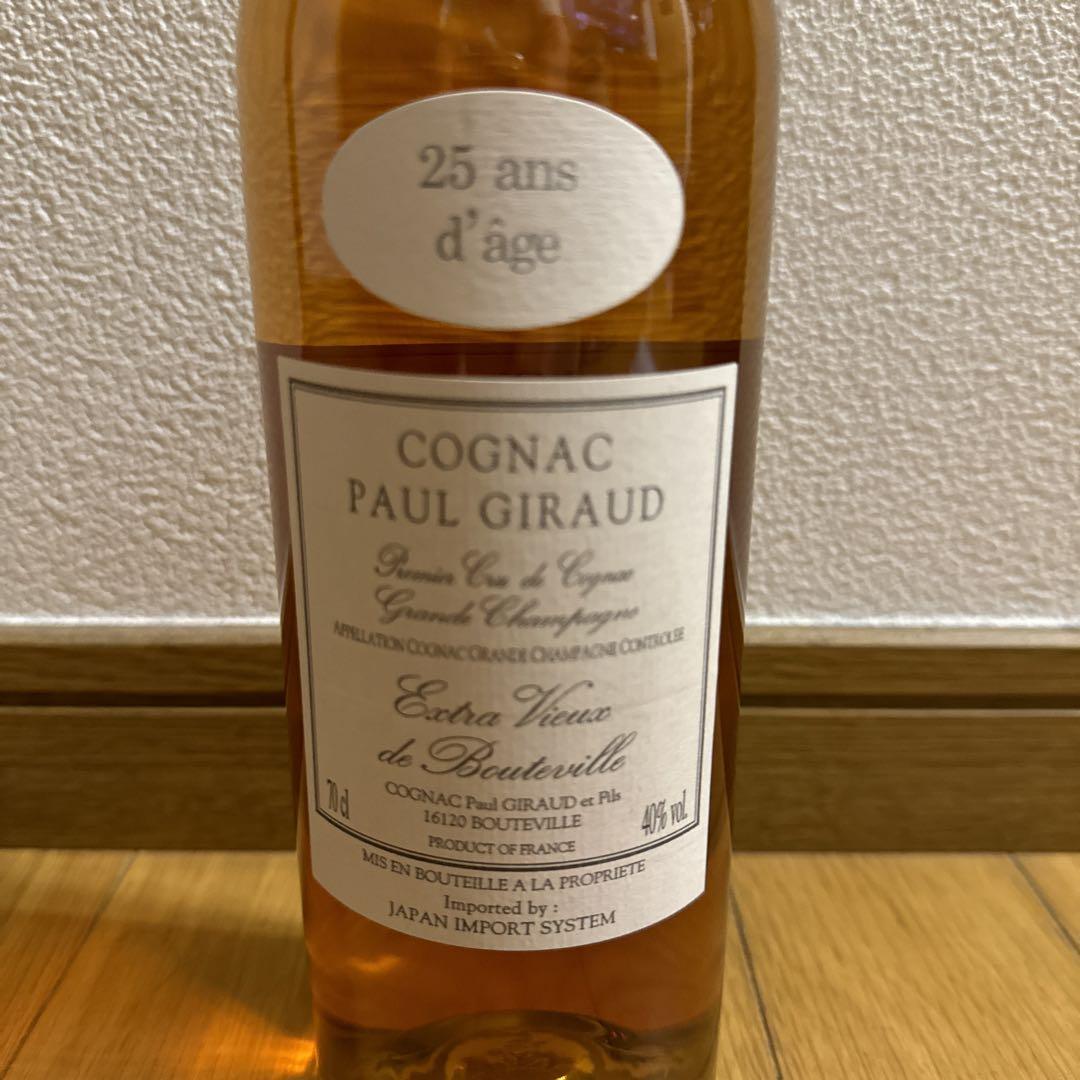 25 ans
d'âge
COGNAC
PAUL GIRAUD
Premier Cru de Cognac
Grande Champagne
APPELLATION COGNAC GRANDE CHAMPAGNE CONTROLEE
Extra Vieux
de Bouteville
COGNAC Paul GIRAUD et Fils
70 cl
16120 BOUTEVILLE
40% vol.
PRODUCT OF FRANCE
MIS EN BOUTEILLE A LA PROPRIETE
Imported by :
JAPAN IMPORT SYSTEM